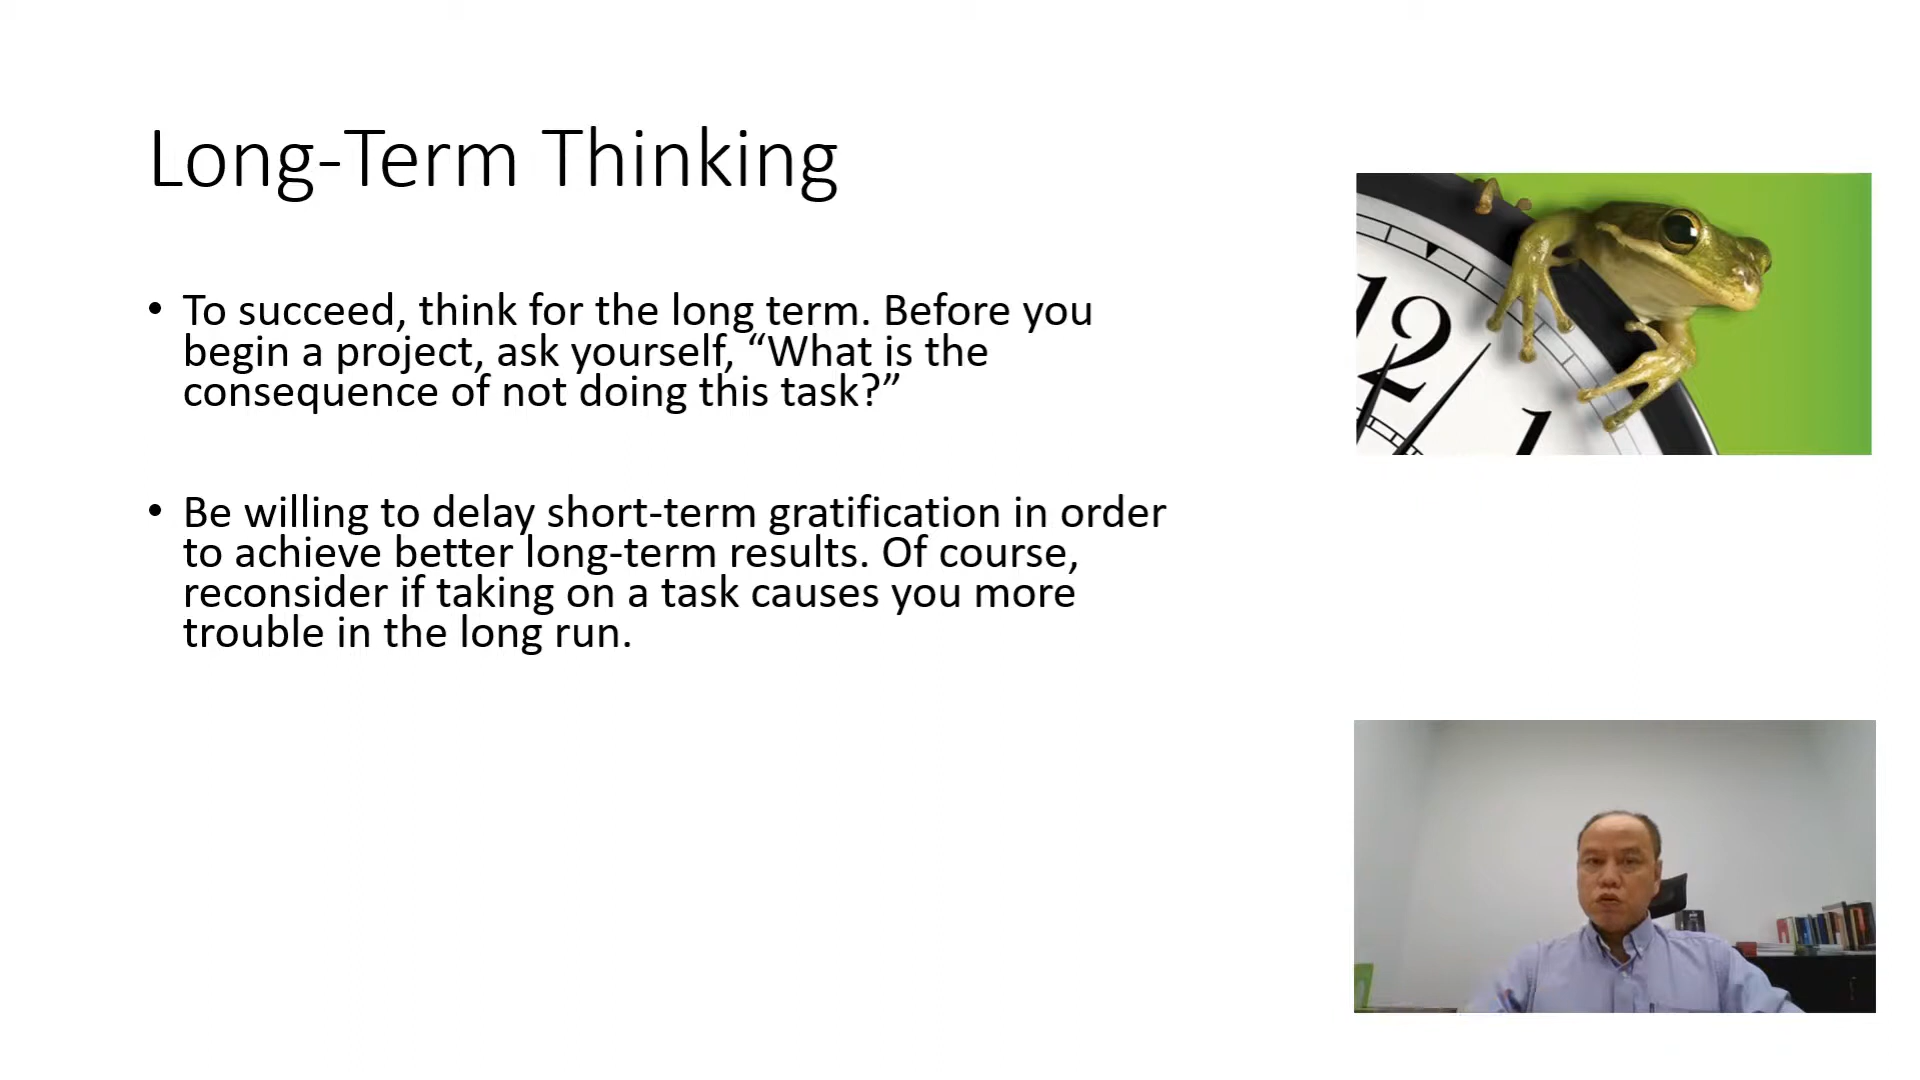 Long-Term Thinking
• To succeed, think for the long term. Before you
begin a project, ask yourself, “What is the
consequence of not doing this task?”
• Be willing to delay short-term gratification in order
to achieve better long-term results. Of course,
reconsider if taking on a task causes you more
trouble in the long run.
12
1